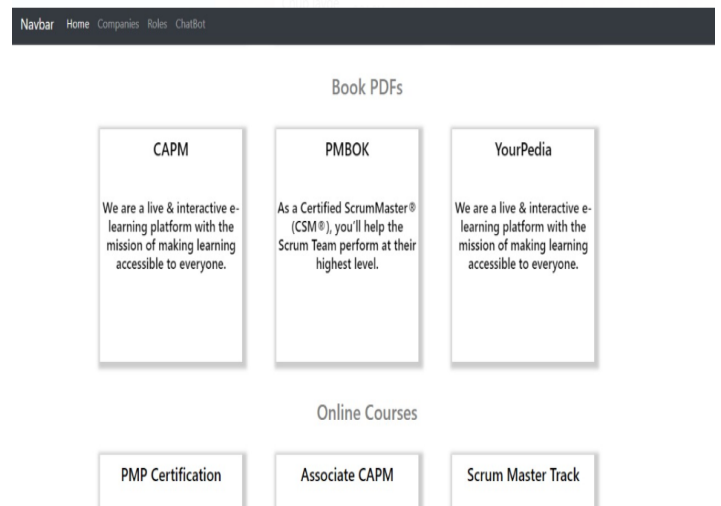 Navbar Home Companies Roles ChatBot
Book PDFs
CAPM
We are a live & interactive e-
learning platform with the
mission of making learning
accessible to everyone.
PMBOK
As a Certified ScrumMaster®
(CSM®), you'll help the
Scrum Team perform at their
highest level.
YourPedia
We are a live & interactive e-
learning platform with the
mission of making learning
accessible to everyone.
Online Courses
PMP Certification
Associate CAPM
Scrum Master Track